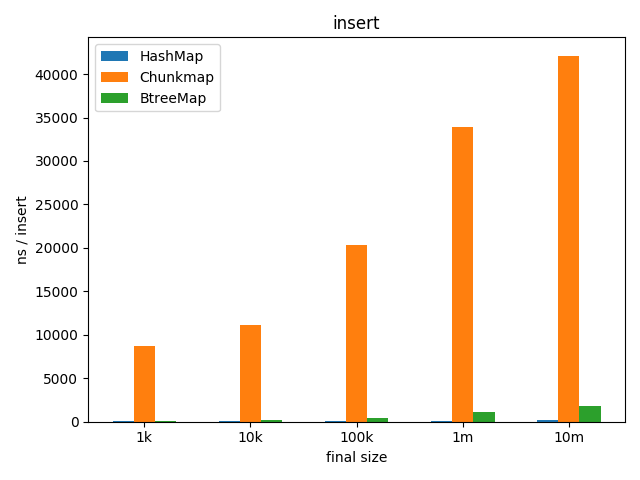 insert
HashMap
Chunkmap
BtreeMap
ns / insert
40000
35000
30000
25000
20000
15000
10000
5000
0
1k 10k 100k 1m 10m
final size